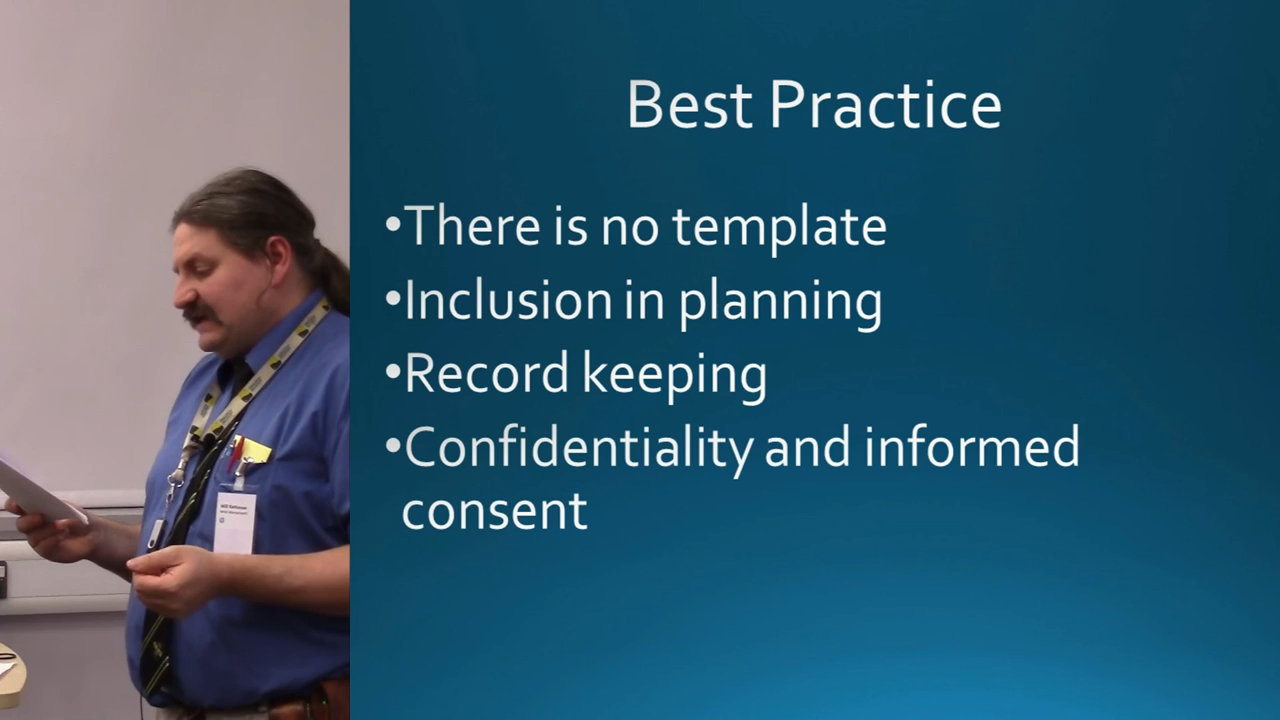 Best Practice
•There is no template
•Inclusion in planning
•Record keeping
•Confidentiality and informed
consent